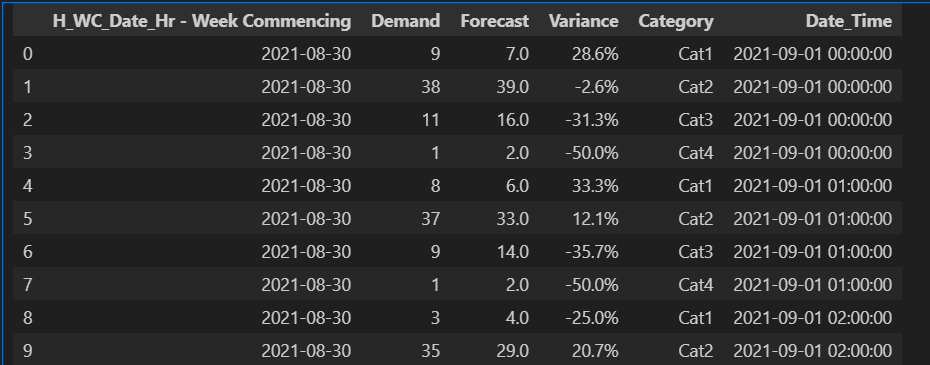 H_WC_Date_Hr - Week Commencing Demand Forecast Variance Category Date_Time
0 2021-08-30 9 7.0 28.6% Cat1 2021-09-01 00:00:00
1 2021-08-30 38 39.0 -2.6% Cat2 2021-09-01 00:00:00
2 2021-08-30 11 16.0 -31.3% Cat3 2021-09-01 00:00:00
3 2021-08-30 1 2.0 -50.0% Cat4 2021-09-01 00:00:00
4 2021-08-30 8 6.0 33.3% Cat1 2021-09-01 01:00:00
5 2021-08-30 37 33.0 12.1% Cat2 2021-09-01 01:00:00
6 2021-08-30 9 14.0 -35.7% Cat3 2021-09-01 01:00:00
7 2021-08-30 1 2.0 -50.0% Cat4 2021-09-01 01:00:00
8 2021-08-30 3 4.0 -25.0% Cat1 2021-09-01 02:00:00
9 2021-08-30 35 29.0 20.7% Cat2 2021-09-01 02:00:00